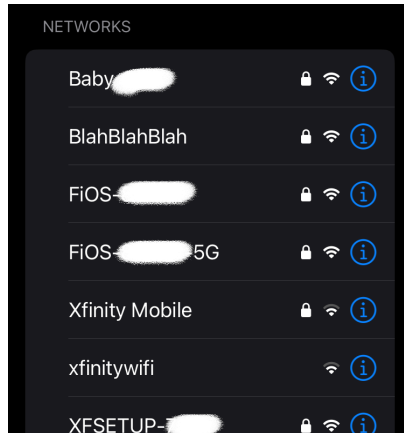 NETWORKS
Baby
BlahBlahBlah
FiOS-
FiOS- -5G
Xfinity Mobile
xfinitywifi
XFSETUP-